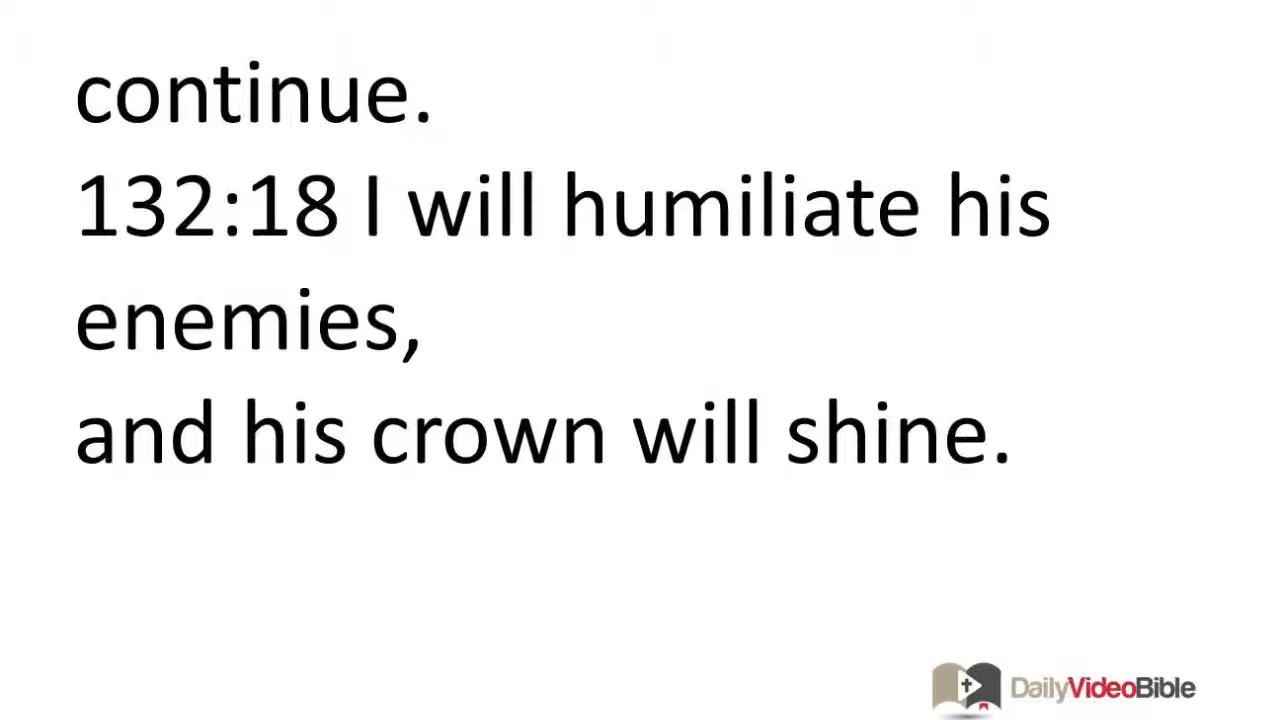 continue.
132:18 I will humiliate his
enemies,
and his crown will shine.
DailyVideoBible